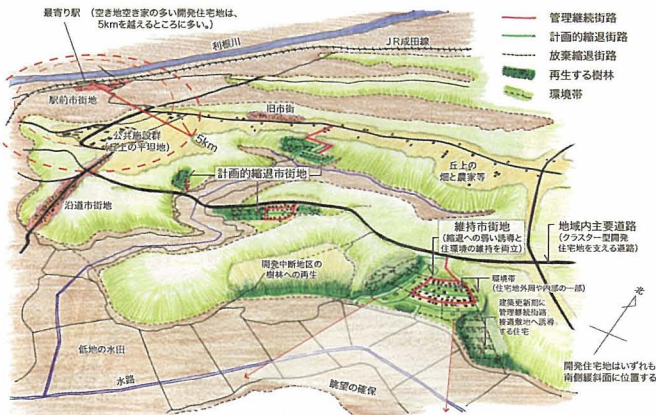 最寄り駅 （空き地空き家の多い開発住宅地は、
5kmを越えるところに多い。）
利根川
JR成田線
管理継続街路
計画的縮退街路
放棄縮退街路
再生する樹林
環境帯
駅前市街地
旧市街
5km
公共施設群
(丘上の平坦地)
計画的縮退市街地
丘上の
畑と農家等
沿道市街地
維持市街地
(縮退への弱い誘導と
住環境の維持を両立)
地域内主要道路
(クラスター型開発
住宅地を支える道路)
開発中断地区の
樹林への再生
環境帯
(住宅地外周や内部の一部)
建築更新期に
管理継続街路
接道敷地へ誘導
する住宅
北
低地の水田
水路
眺望の確保
開発住宅地はいずれも
南側緩斜面に位置する